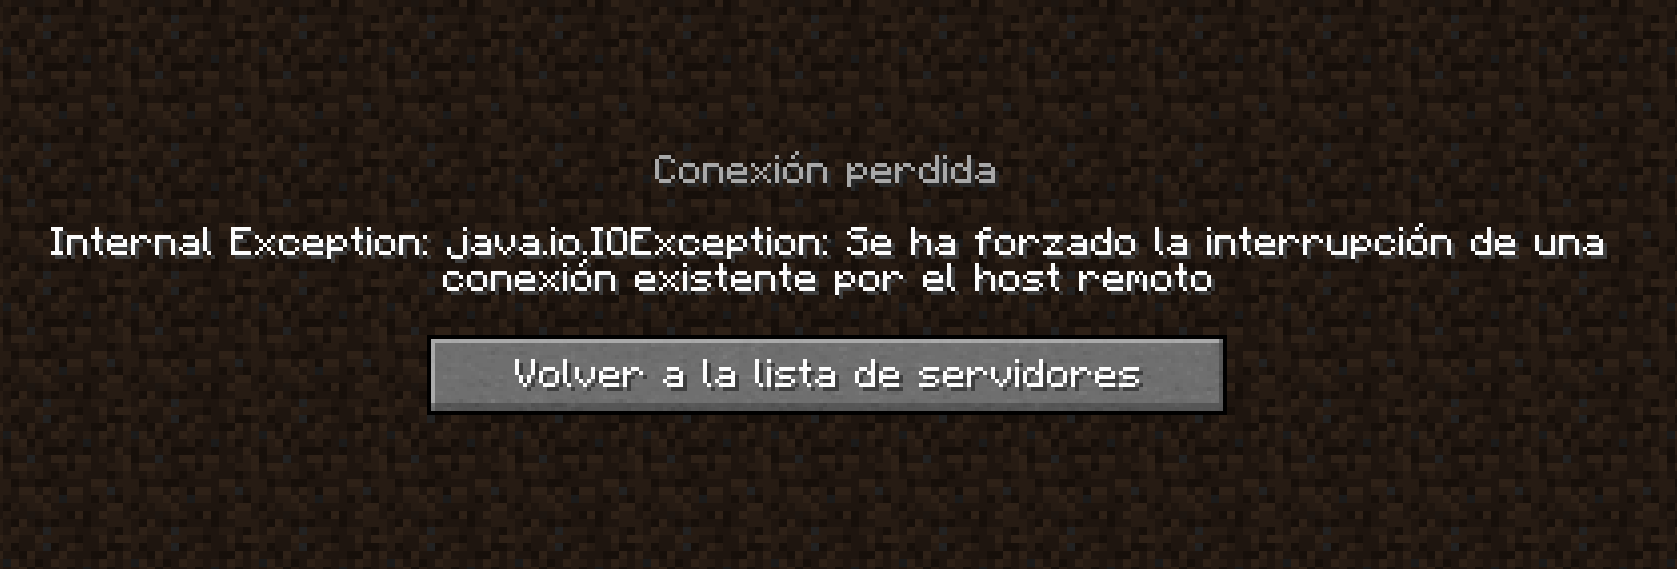 Conexión perdida
Internal Exception: java.io.IOException: Se ha forzado la interrupción de una
conexión existente por el host remoto
Volver a la lista de servidores